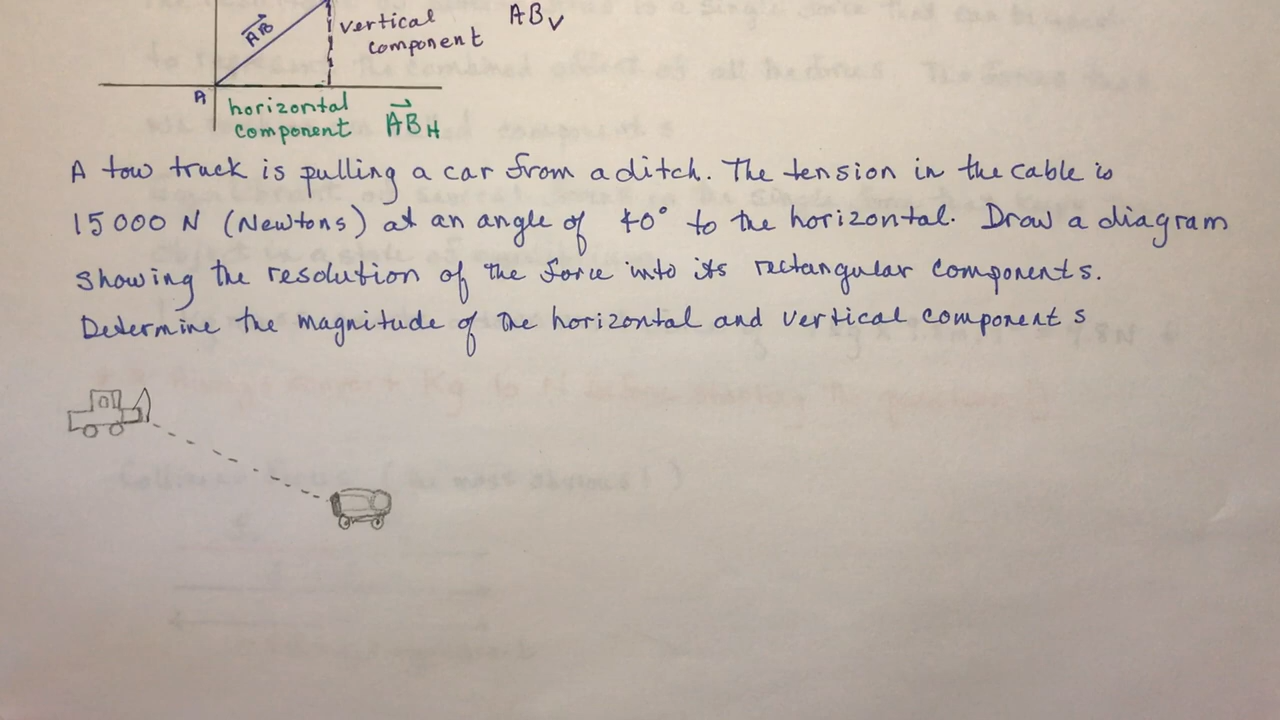 AB
vertical
component AB V
A
horizontal
component AB H
A tow truck is pulling a car from a ditch. The tension in the cable is
15000 N (Newtons) at an angle of 40° to the horizontal. Draw a diagram
showing the resolution of the force into its rectangular components.
Determine the magnitude of the horizontal and vertical components